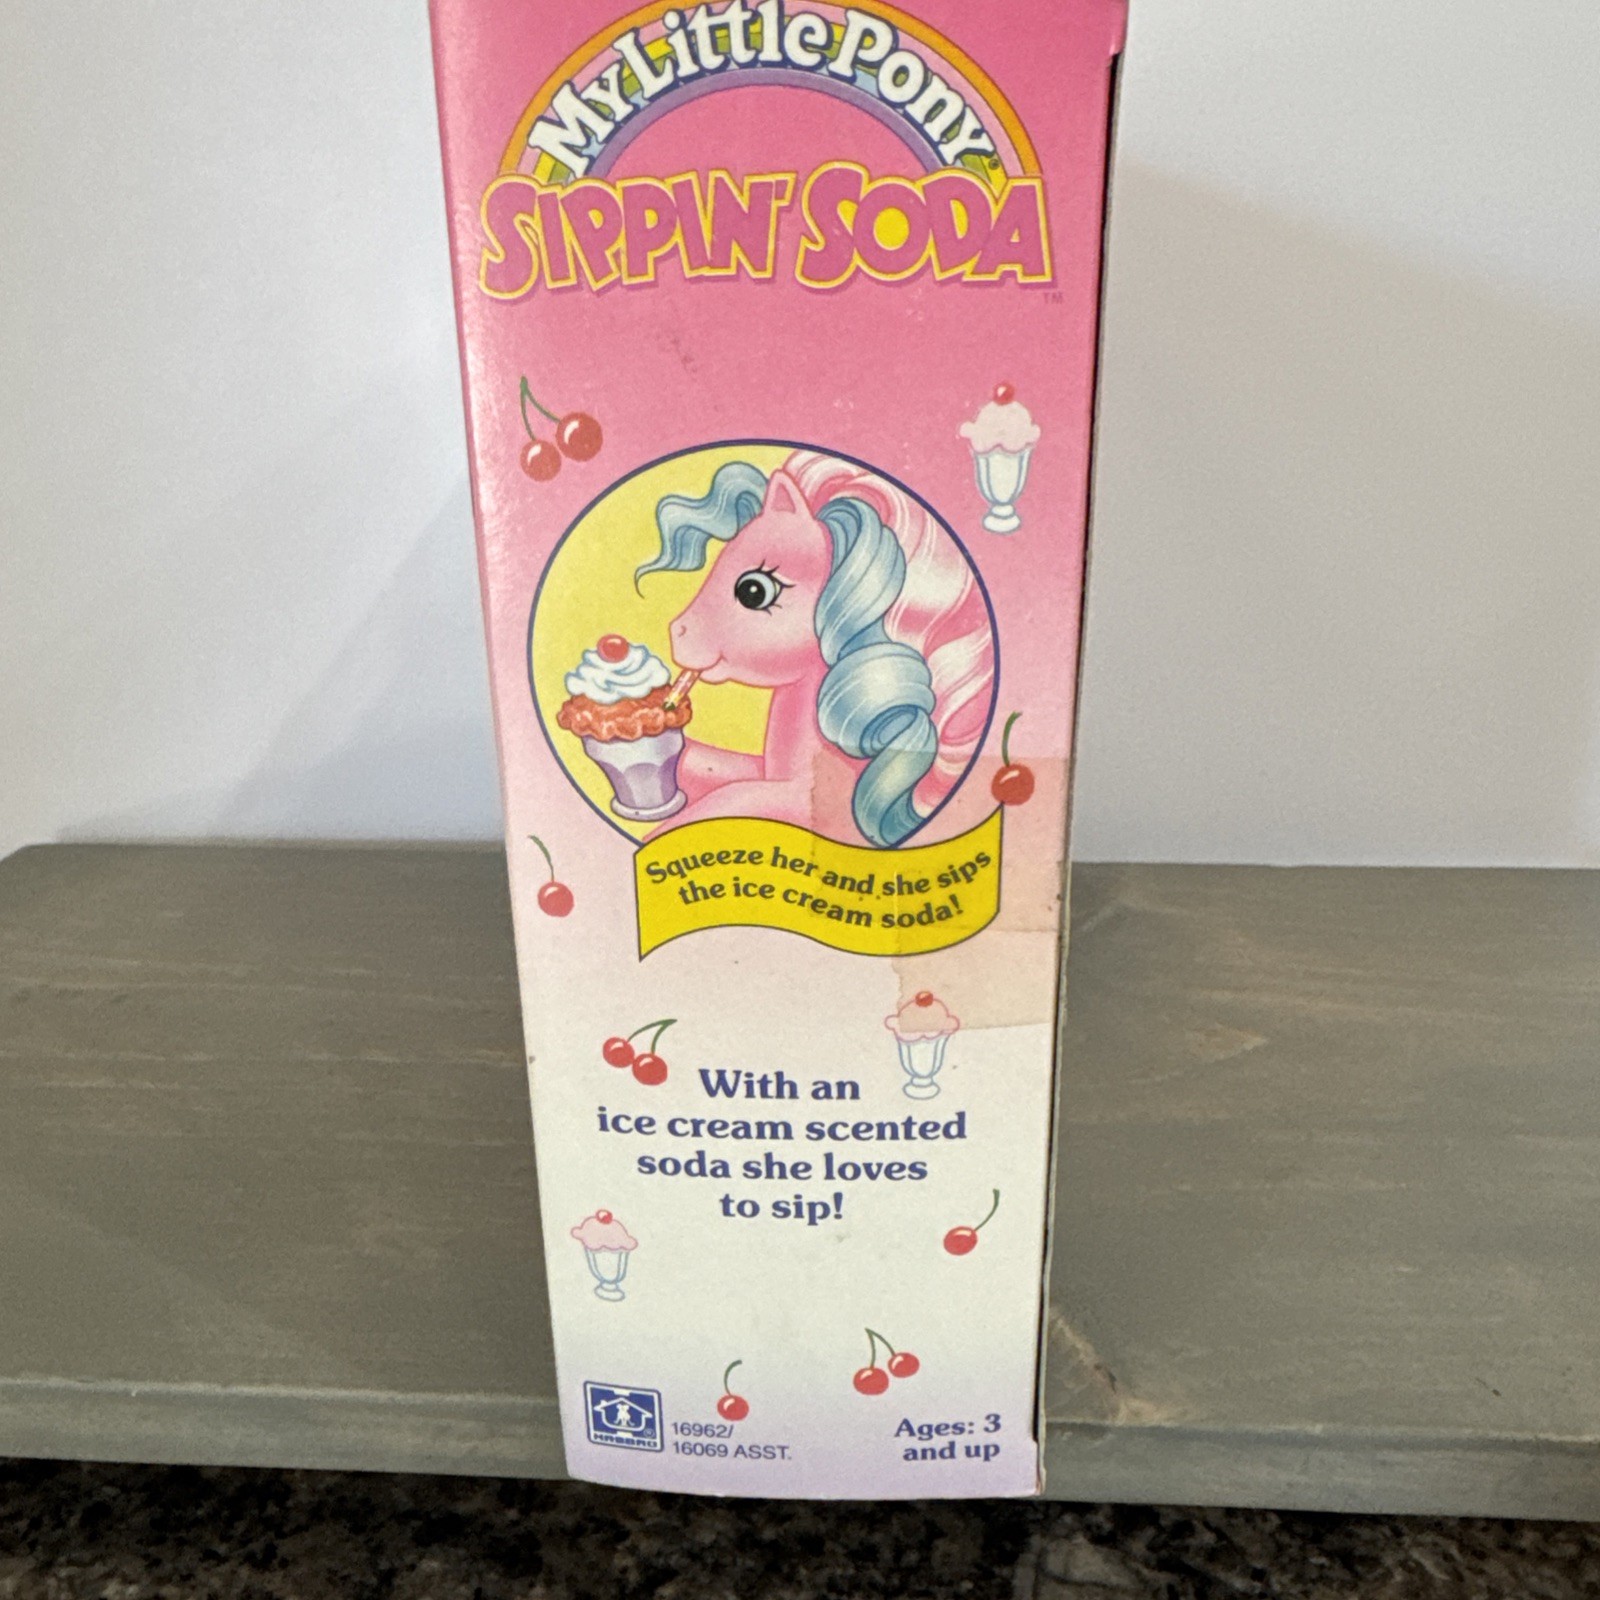 My Little Pony®
SIPPIN' SODA
™
Squeeze her and she sips
the ice cream soda!
With an
ice cream scented
soda she loves
to sip!
HASBRO ®
16962/
16069 ASST.
Ages: 3
and up